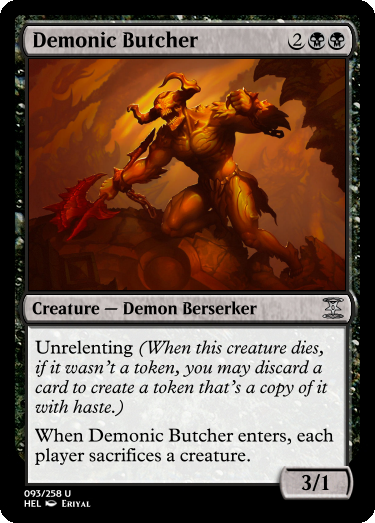 Demonic Butcher 2
Creature — Demon Berserker
Unrelenting (When this creature dies,
if it wasn't a token, you may discard a
card to create a token that's a copy of it
with haste.)
When Demonic Butcher enters, each
player sacrifices a creature.
3/1
093/258 U
HEL Eriyal